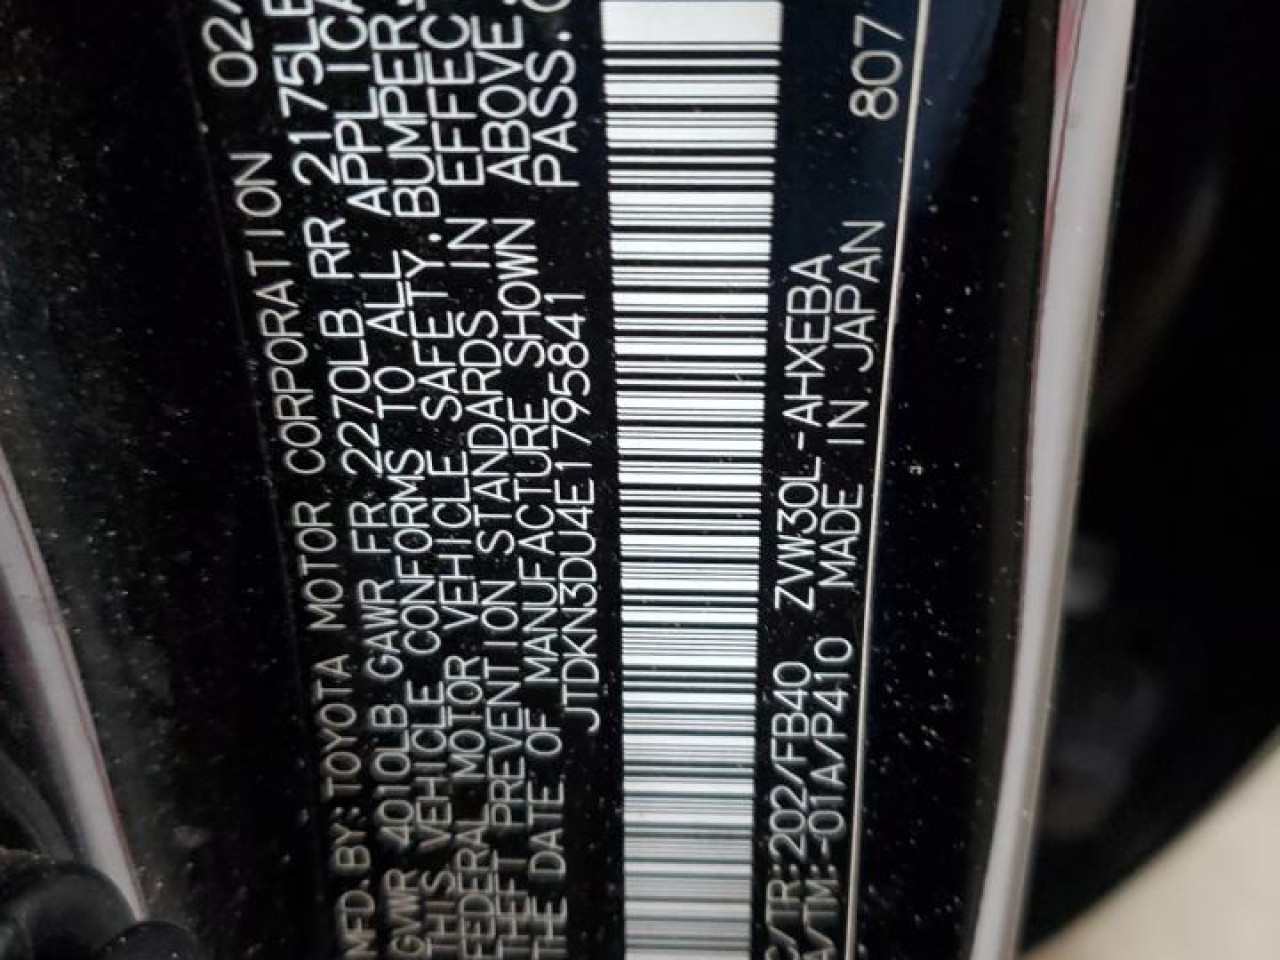 MFD. BY: TOYOTA MOTOR CORPORATION 02/
GVWR 4010LB GAWR FR 2270LB RR 2175LB
THIS VEHICLE CONFORMS TO ALL APPLICA
FEDERAL MOTOR VEHICLE SAFETY, BUMPER,
THEFT PREVENTION STANDARDS IN EFFEC
THE DATE OF MANUFACTURE SHOWN ABOVE.
JTDKN3DU4E1795841 PASS.
C/TR:202/FB40 ZVW30L-AHXEBA
A/TM:-01A/P410 MADE IN JAPAN 807